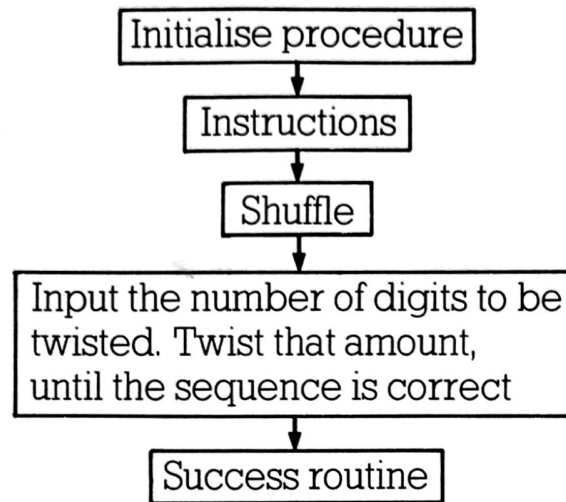 Initialise procedure
Instructions
Shuffle
Input the number of digits to be
twisted. Twist that amount,
until the sequence is correct
Success routine